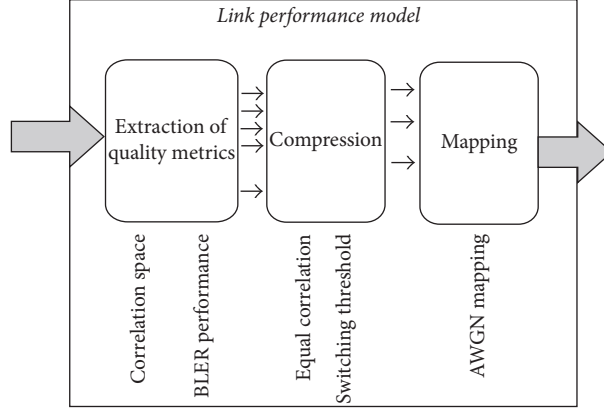 Link performance model
Extraction of
quality metrics
Compression
Mapping
Correlation space
BLER performance
Equal correlation
Switching threshold
AWGN mapping